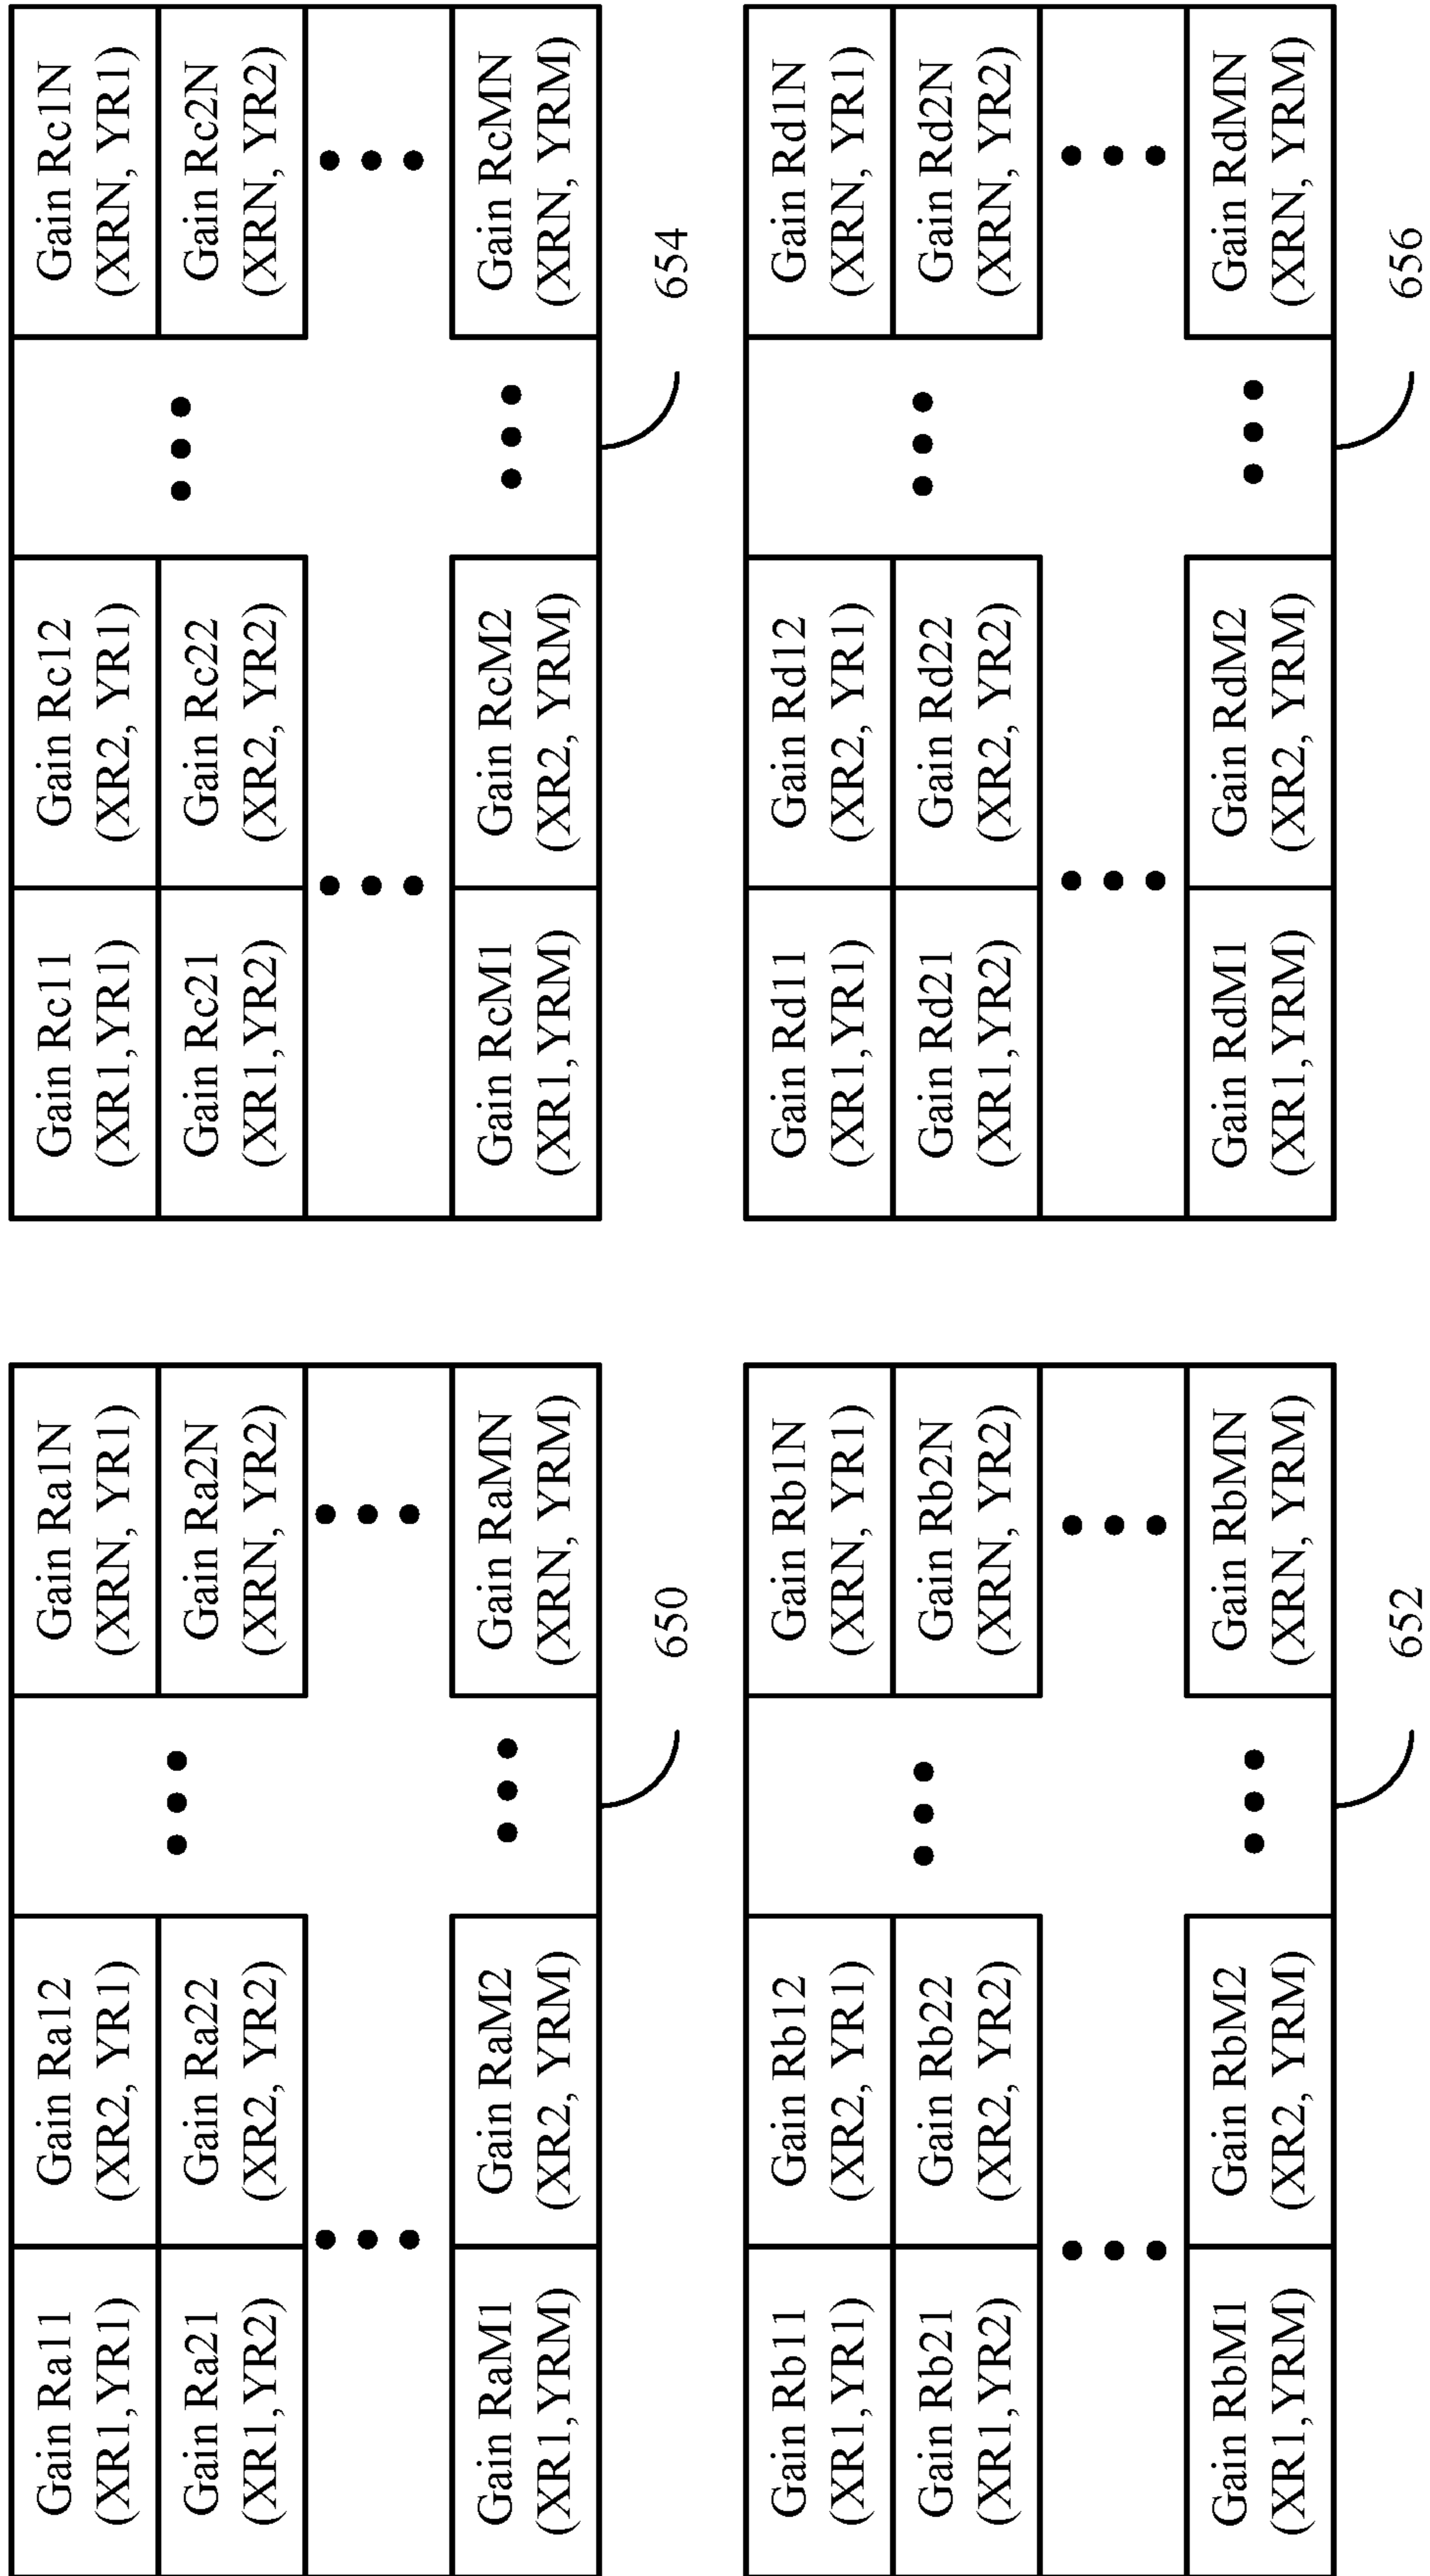 Gain Ra11
(XR1,YR1)
Gain Ra12
(XR2, YR1)
Gain Ra1N
(XRN, YR1)
Gain Ra21
(XR1,YR2)
Gain Ra22
(XR2, YR2)
Gain Ra2N
(XRN, YR2)
Gain RaM1
(XR1,YRM)
Gain RaM2
(XR2, YRM)
Gain RaMN
(XRN, YRM)
650
Gain Rc11
(XR1,YR1)
Gain Rc12
(XR2, YR1)
Gain Rc1N
(XRN, YR1)
Gain Rc21
(XR1,YR2)
Gain Rc22
(XR2, YR2)
Gain Rc2N
(XRN, YR2)
Gain RcM1
(XR1,YRM)
Gain RcM2
(XR2, YRM)
Gain RcMN
(XRN, YRM)
654
Gain Rb11
(XR1,YR1)
Gain Rb12
(XR2, YR1)
Gain Rb1N
(XRN, YR1)
Gain Rb21
(XR1,YR2)
Gain Rb22
(XR2, YR2)
Gain Rb2N
(XRN, YR2)
Gain RbM1
(XR1,YRM)
Gain RbM2
(XR2, YRM)
Gain RbMN
(XRN, YRM)
652
Gain Rd11
(XR1,YR1)
Gain Rd12
(XR2, YR1)
Gain Rd1N
(XRN, YR1)
Gain Rd21
(XR1,YR2)
Gain Rd22
(XR2, YR2)
Gain Rd2N
(XRN, YR2)
Gain RdM1
(XR1,YRM)
Gain RdM2
(XR2, YRM)
Gain RdMN
(XRN, YRM)
656